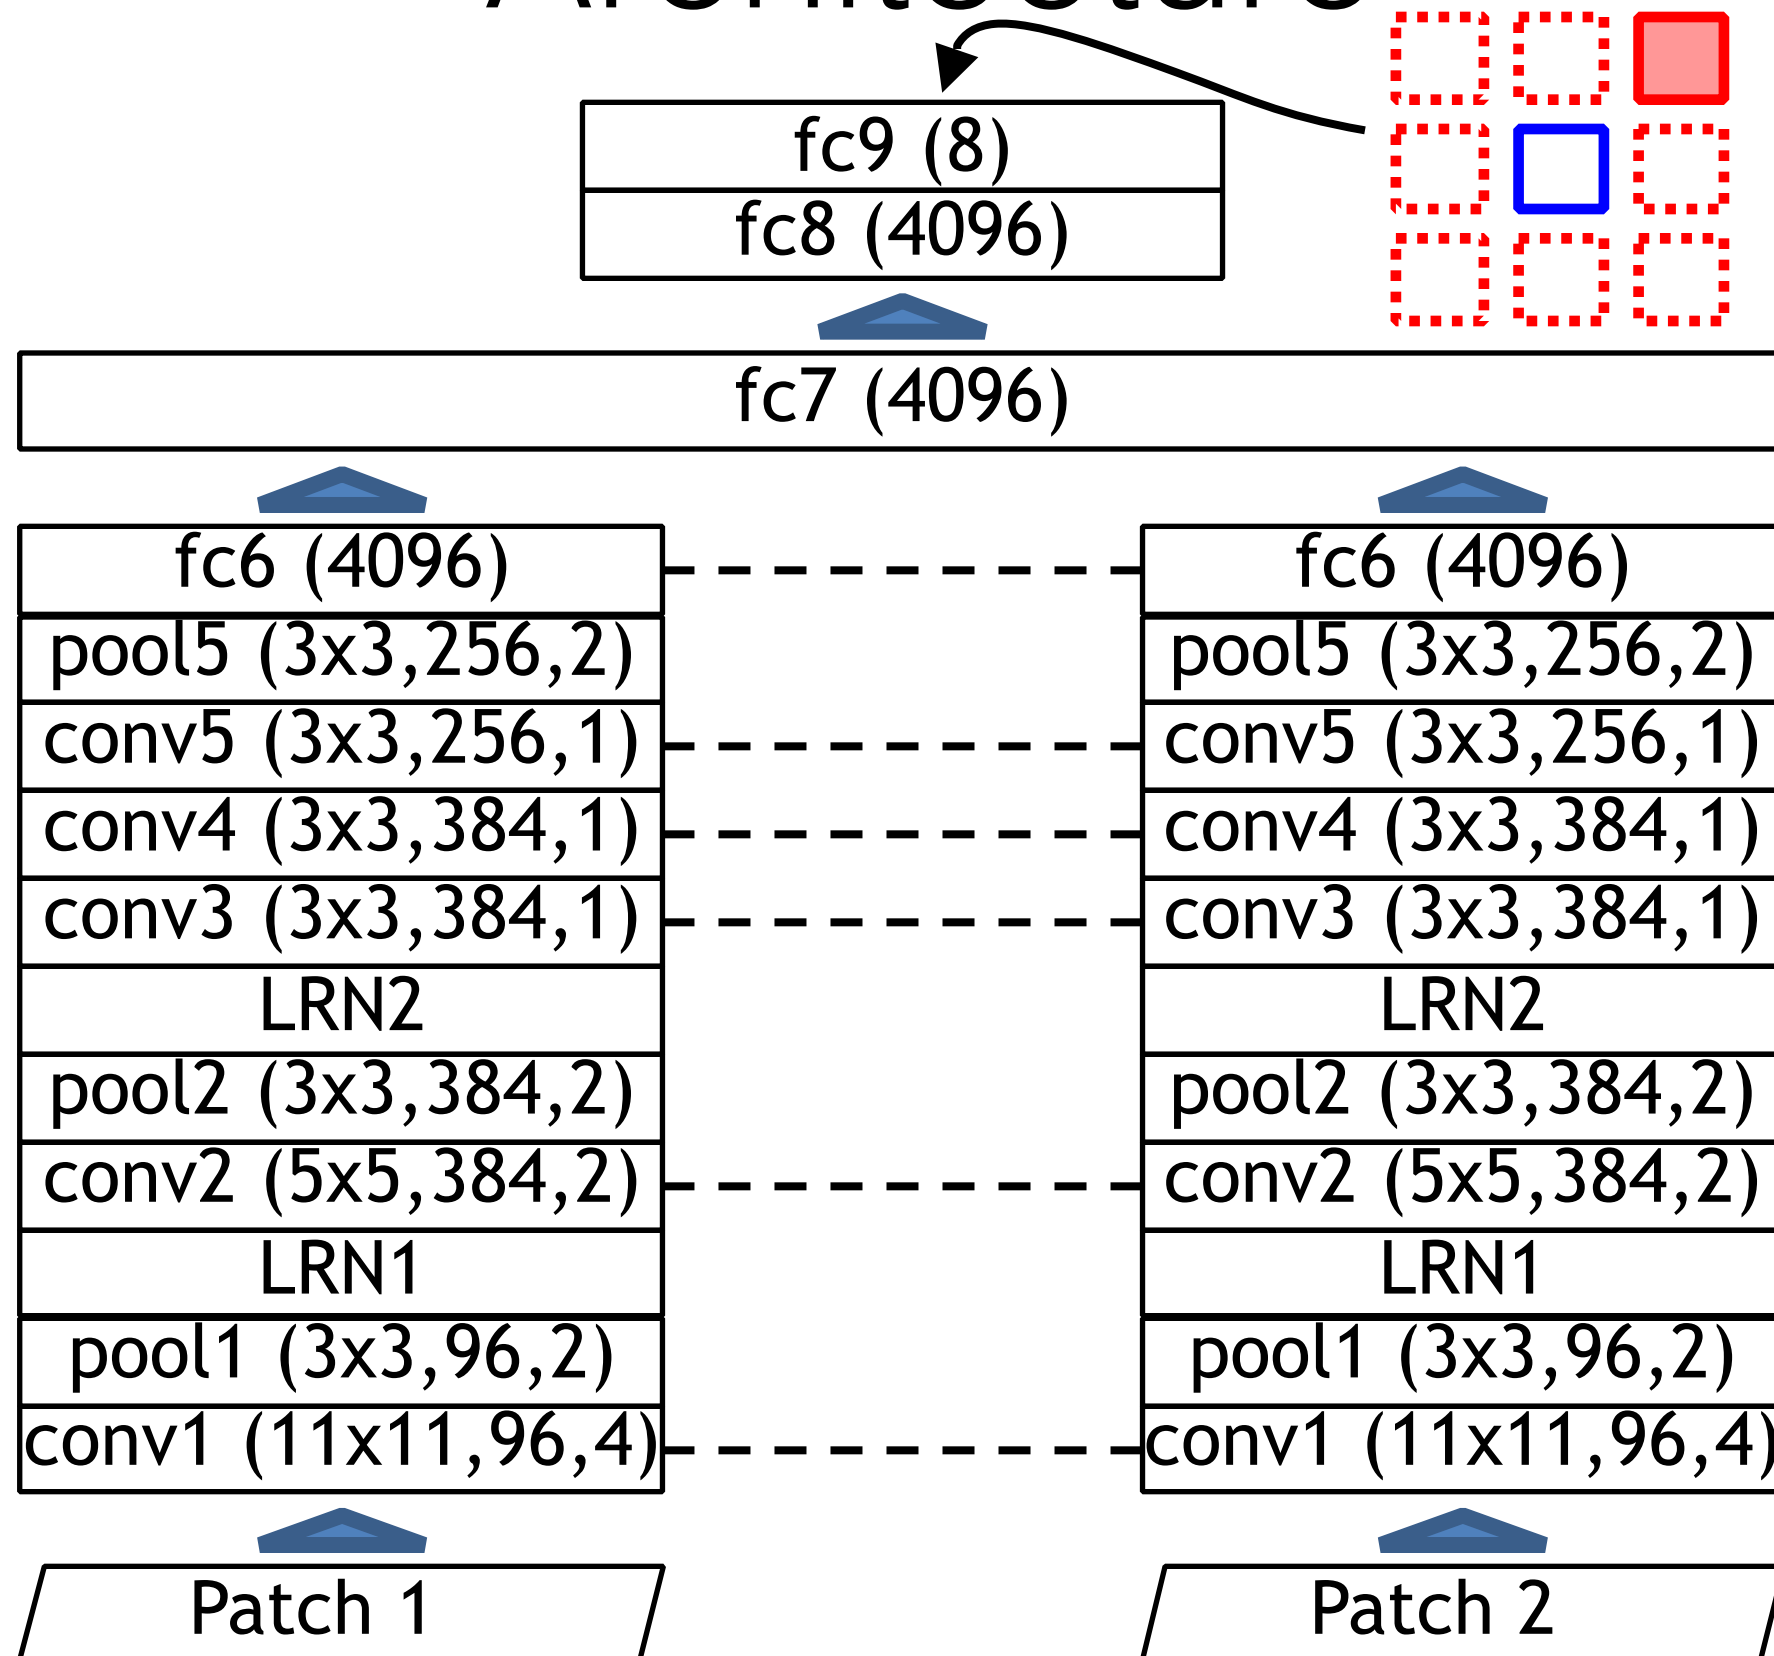 fc9 (8)
fc8 (4096)
fc7 (4096)
fc6 (4096)
pool5 (3x3,256,2)
conv5 (3x3,256,1)
conv4 (3x3,384,1)
conv3 (3x3,384,1)
LRN2
pool2 (3x3,384,2)
conv2 (5x5,384,2)
LRN1
pool1 (3x3,96,2)
conv1 (11x11,96,4)
Patch 1
fc6 (4096)
pool5 (3x3,256,2)
conv5 (3x3,256,1)
conv4 (3x3,384,1)
conv3 (3x3,384,1)
LRN2
pool2 (3x3,384,2)
conv2 (5x5,384,2)
LRN1
pool1 (3x3,96,2)
conv1 (11x11,96,4)
Patch 2